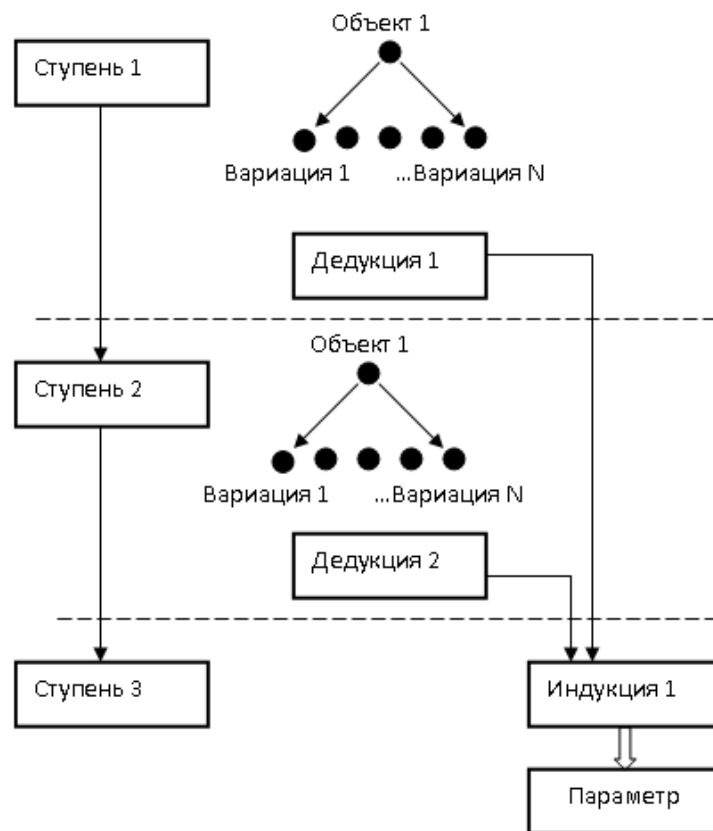 Объект 1
Ступень 1
Вариация 1 ...Вариация N
Дедукция 1
Объект 1
Ступень 2
Вариация 1 ...Вариация N
Дедукция 2
Ступень 3
Индукция 1
Параметр